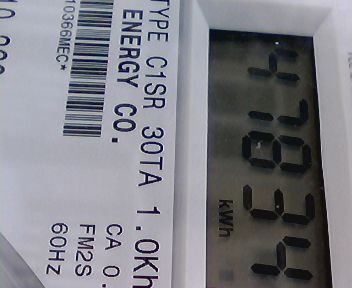 TYPE C1SR 30TA 1.0Kh
ENERGY CO.
10366MEC*
CA 0.
FM2S
60HZ
47834
kWh